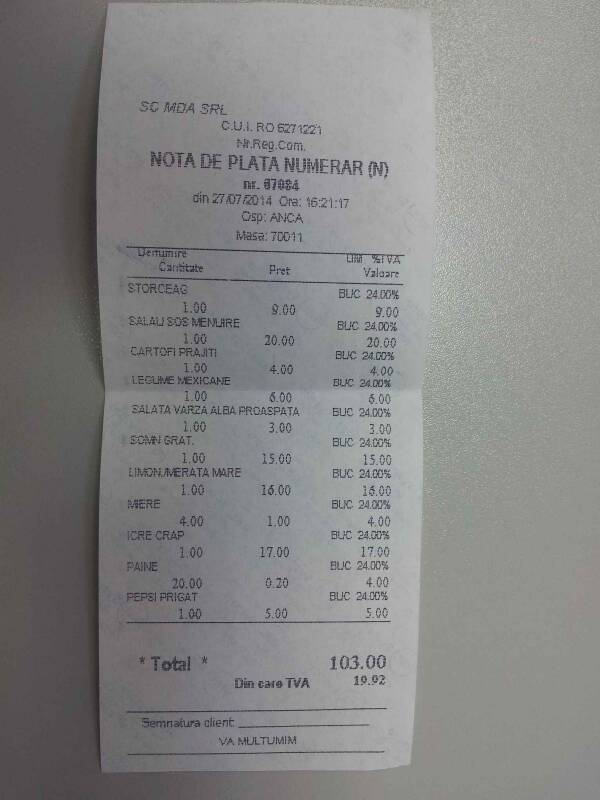 SC MDA SRL
C.U.I. RO 6271221
Nr.Reg.Com.
NOTA DE PLATA NUMERAR (N)
nr. 67084
din 27/07/2014 Ora: 16:21:17
Osp: ANCA
Masa: 70011
Denumire UM %TVA
Cantitate Pret Valoare
STORCEAG BUC 24.00%
1.00 9.00 9.00
SALAU SOS MENUIRE BUC 24.00%
1.00 20.00 20.00
CARTOFI PRAJITI BUC 24.00%
1.00 4.00 4.00
LEGUME MEXICANE BUC 24.00%
1.00 6.00 6.00
SALATA VARZA ALBA PROASPATA BUC 24.00%
1.00 3.00 3.00
SOMN GRAT. BUC 24.00%
1.00 15.00 15.00
LIMON./MERATA MARE BUC 24.00%
1.00 16.00 16.00
MIERE BUC 24.00%
4.00 1.00 4.00
ICRE CRAP BUC 24.00%
1.00 17.00 17.00
PAINE BUC 24.00%
20.00 0.20 4.00
PEPSI PRIGAT BUC 24.00%
1.00 5.00 5.00
* Total * 103.00
Din care TVA 19.92
Semnatura client:
VA MULTUMIM